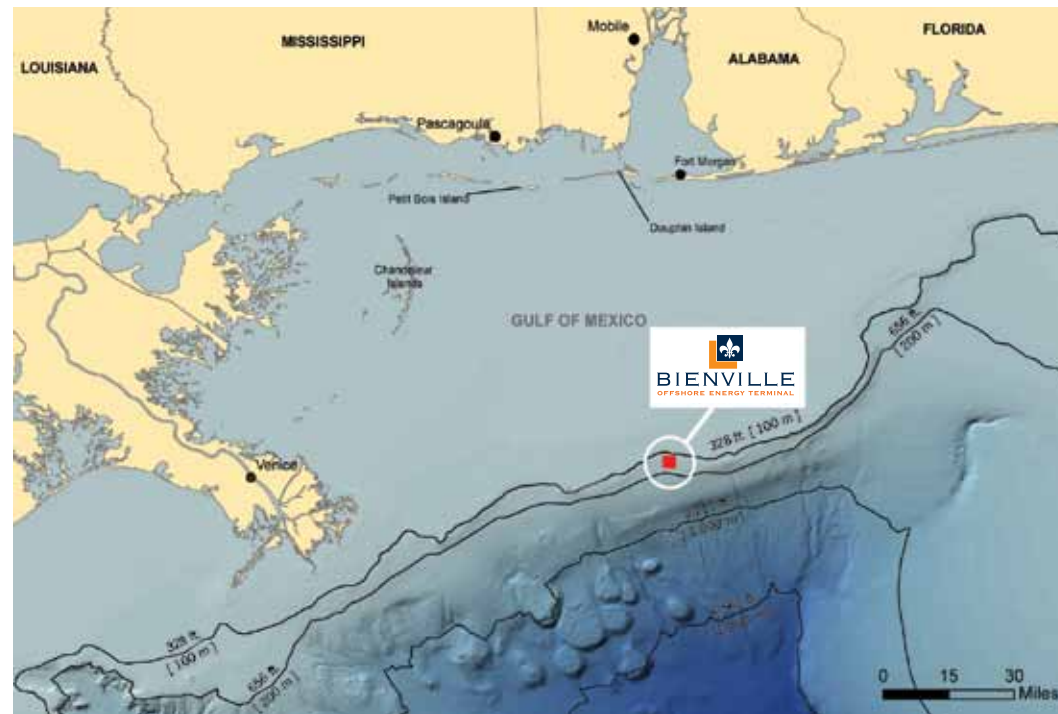 FLORIDA
Mobile
MISSISSIPPI
ALABAMA
LOUISIANA
Pascagoula
Fort Morgan
Petit Bois Island
Dauphin Island
Chandeleur
Islands
GULF OF MEXICO
656 ft.
[ 200 m ]
BIENVILLE
OFFSHORE ENERGY TERMINAL
328 ft. [ 100 m ]
Venice
328 ft.
[ 100 m ]
656 ft.
[ 200 m ]
0 15 30
Miles